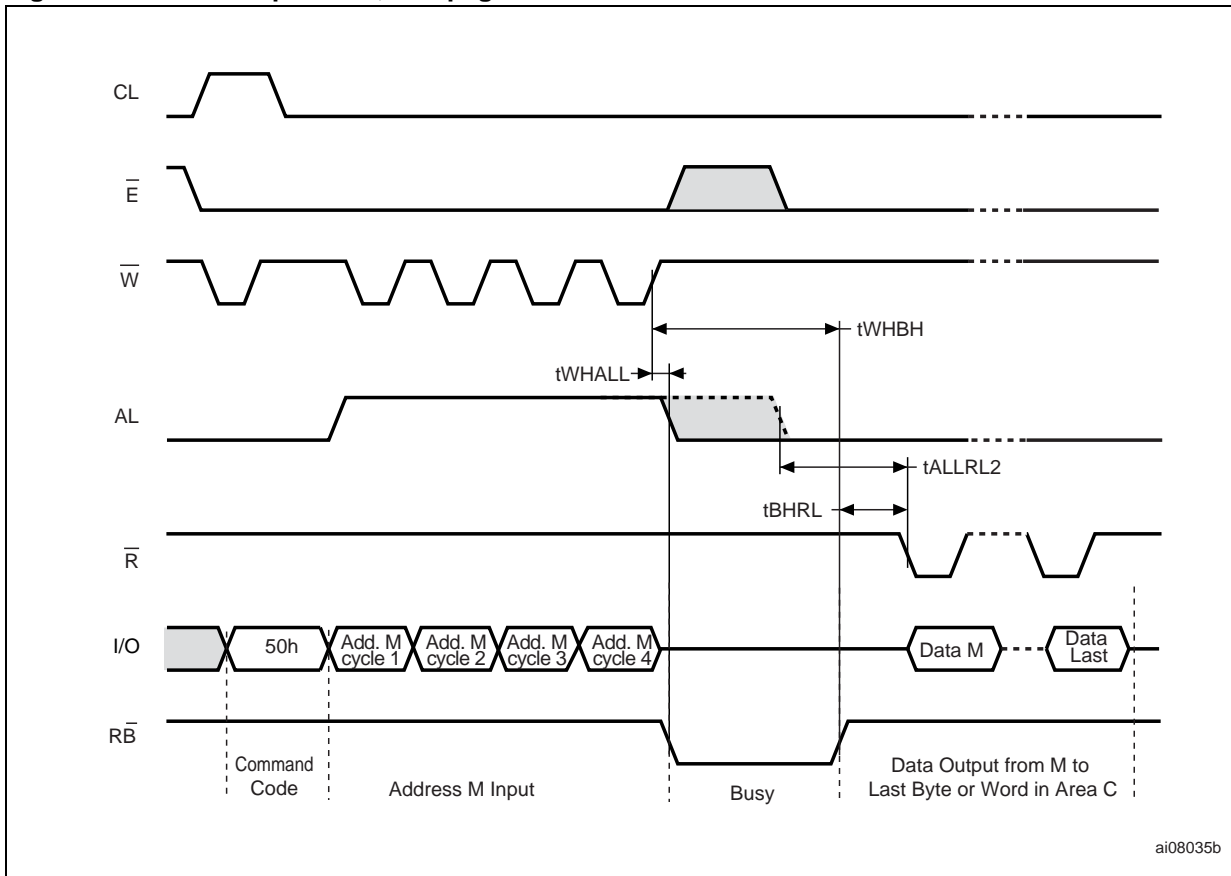 CL
E
W
tWHBH
tWHALL
AL
tALLRL2
tBHRL
R
I/O
50h
Add. M
cycle 1
Add. M
cycle 2
Add. M
cycle 3
Add. M
cycle 4
Data M
Data
Last
RB
Command
Code
Address M Input
Busy
Data Output from M to
Last Byte or Word in Area C
ai08035b